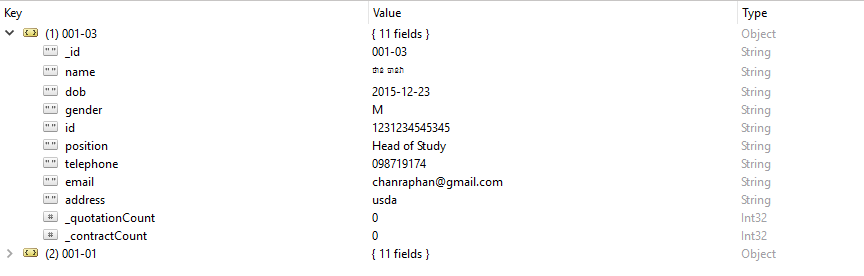 Key Value Type
(1) 001-03 { 11 fields } Object
_id 001-03 String
name String
dob 2015-12-23 String
gender M String
id 1231234545345 String
position Head of Study String
telephone 098719174 String
email chanraphan@gmail.com String
address usda String
_quotationCount 0 Int32
_contractCount 0 Int32
(2) 001-01 { 11 fields } Object